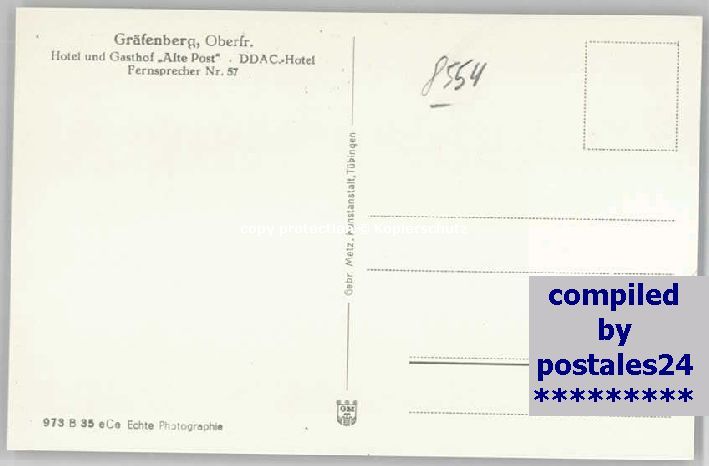 Gräfenberg, Oberfr.
Hotel und Gasthof „Alte Post" · DDAC.-Hotel
Fernsprecher Nr. 57
8554
Gebr. Metz, Kunstanstalt, Tübingen
copy protection © Kopierschutz
compiled
by
postales24
*********
GM
973 B 35 eCe Echte Photographie